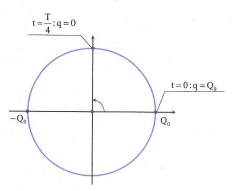 t = T/4 : q = 0
t = 0 : q = Q₀
−Q₀
Q₀